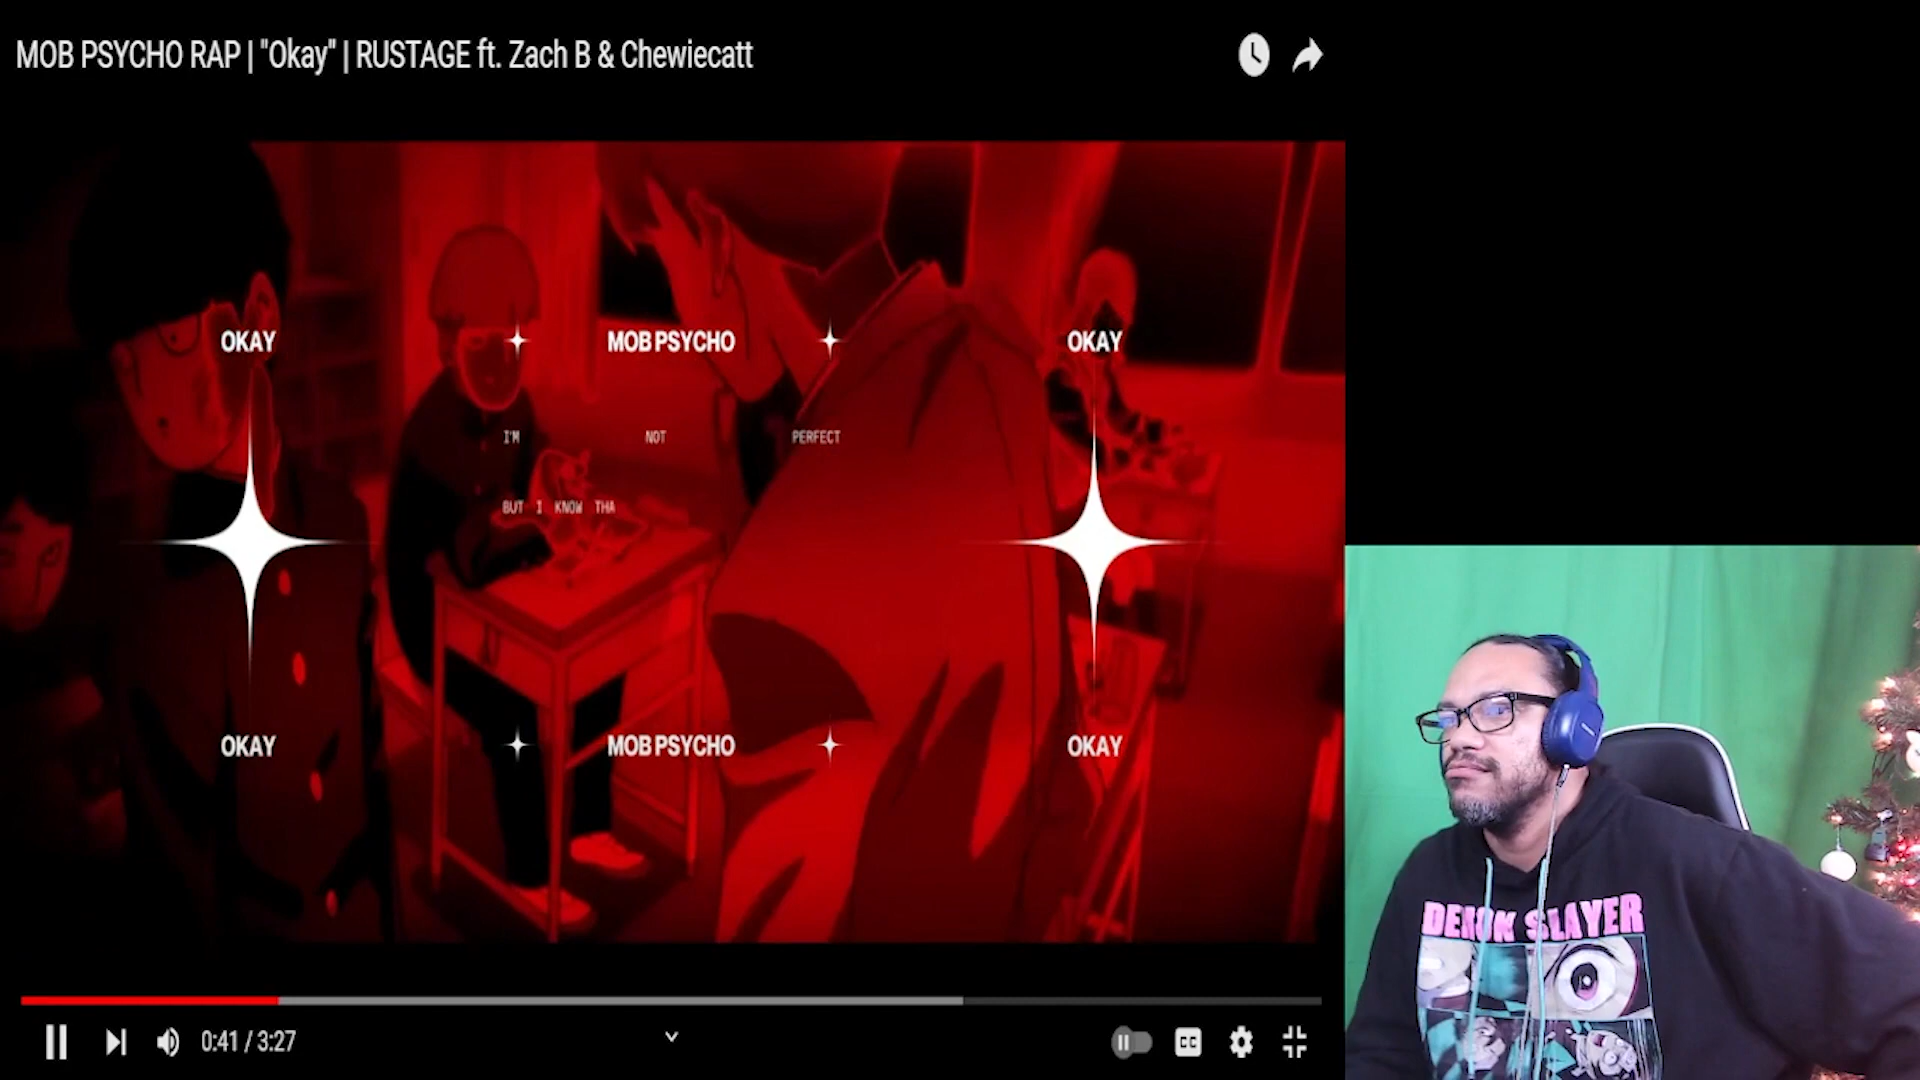 MOB PSYCHO RAP | "Okay" | RUSTAGE ft. Zach B & Chewiecatt
OKAY MOB PSYCHO OKAY
I'M NOT PERFECT
BUT I KNOW THA
OKAY MOB PSYCHO OKAY
0:41 / 3:27
CC
DEMON SLAYER